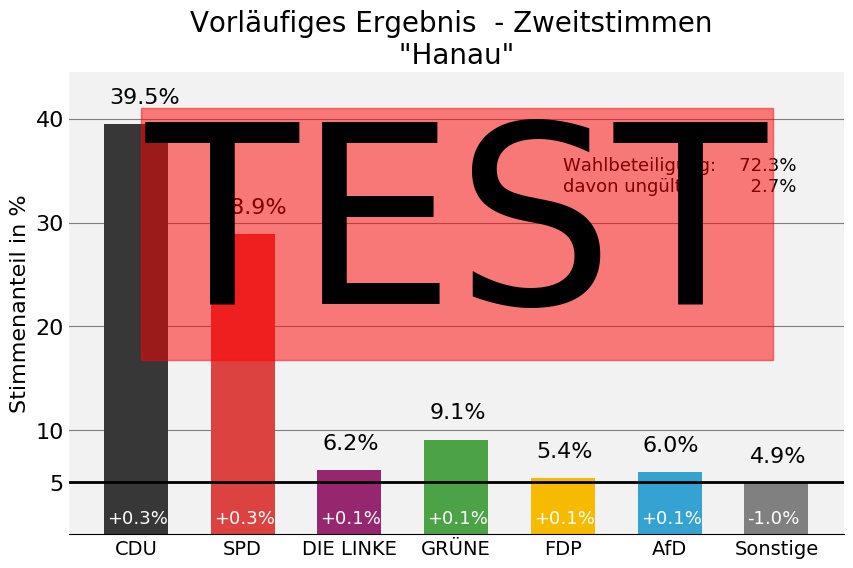 Vorläufiges Ergebnis - Zweitstimmen
"Hanau"
39.5%
TEST
Wahlbeteiligung: 72.3%
davon 2.7%
6.2%
9.1%
5.4%
6.0%
4.9%
+0.3%
+0.3%
+0.1%
+0.1%
+0.1%
+0.1%
-1.0%
40
30
20
10
5
Stimmenanteil in %
CDU
SPD
DIE LINKE
GRÜNE
FDP
AfD
Sonstige